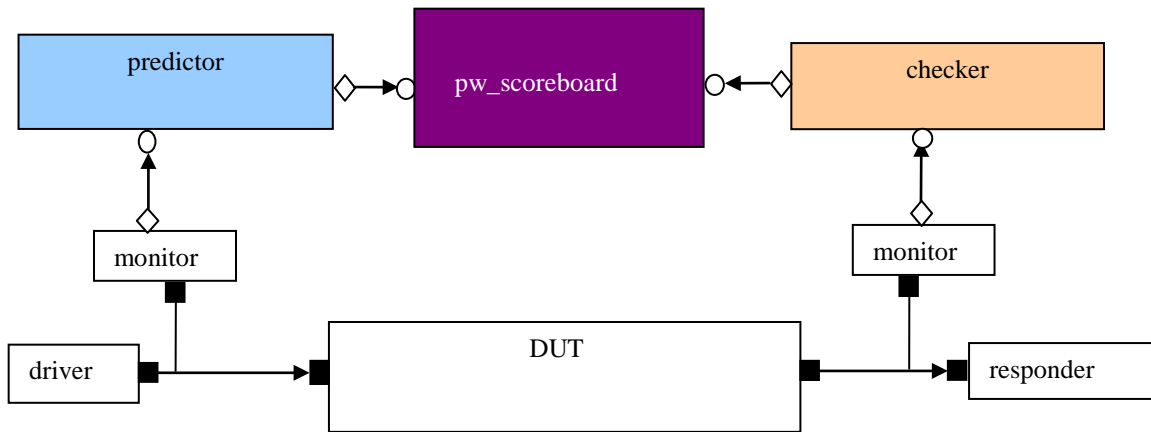 predictor
pw_scoreboard
checker
monitor
monitor
driver
DUT
responder